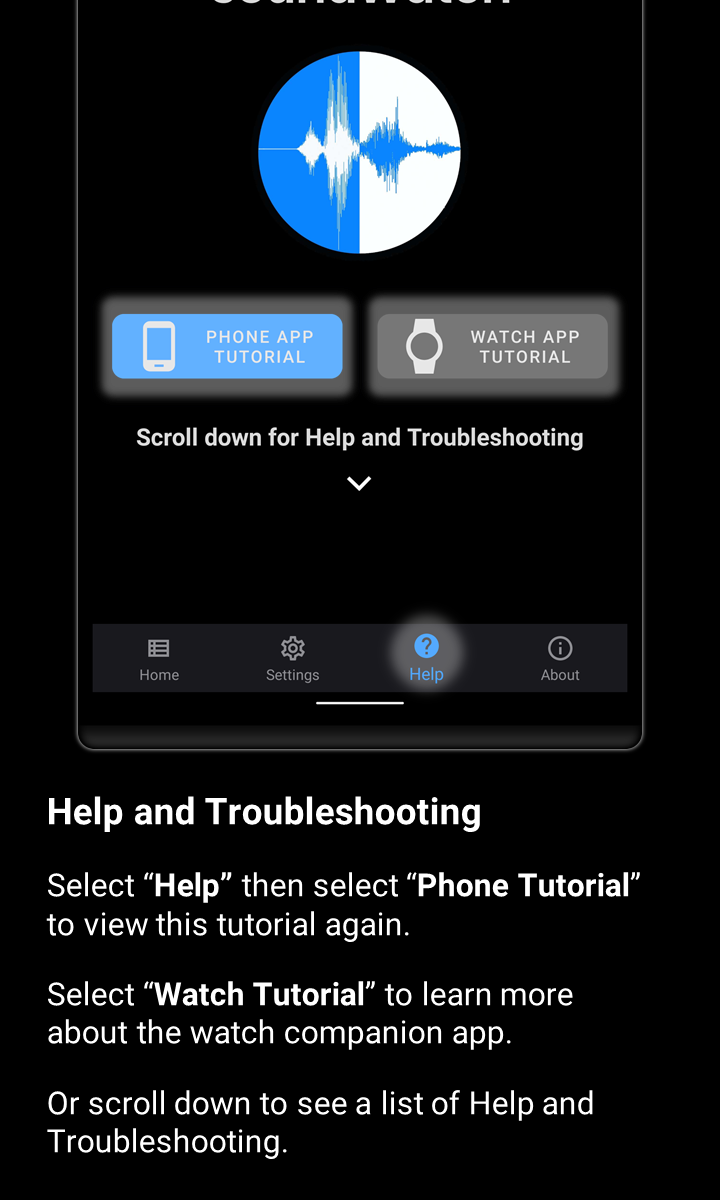 SoundWatch
PHONE APP
TUTORIAL
WATCH APP
TUTORIAL
Scroll down for Help and Troubleshooting
Home
Settings
Help
About
Help and Troubleshooting
Select “Help” then select “Phone Tutorial”
to view this tutorial again.
Select “Watch Tutorial” to learn more
about the watch companion app.
Or scroll down to see a list of Help and
Troubleshooting.